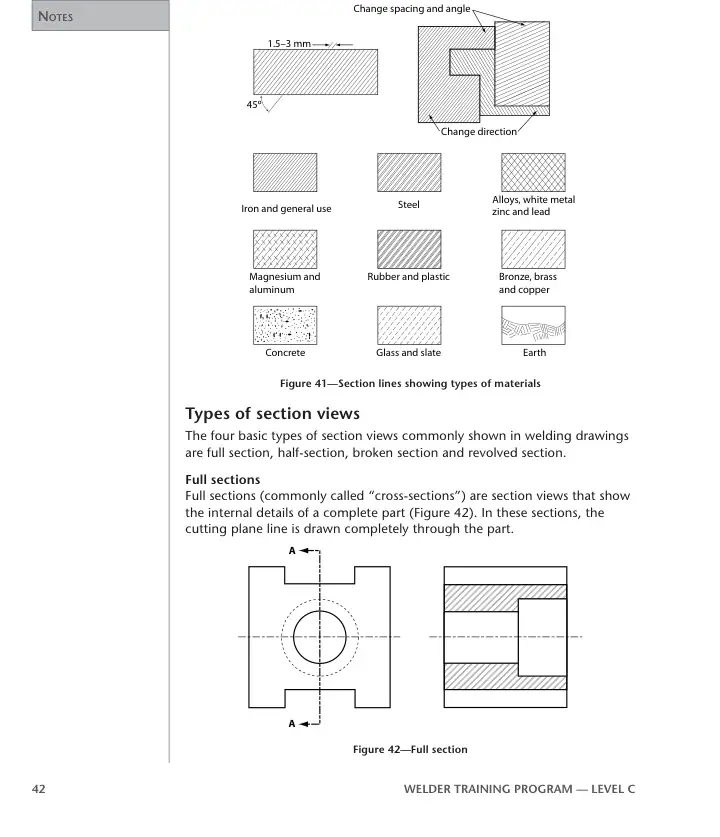 NOTES
Change spacing and angle
1.5–3 mm
45º
Change direction
Iron and general use
Steel
Alloys, white metal
zinc and lead
Magnesium and
aluminum
Rubber and plastic
Bronze, brass
and copper
Concrete
Glass and slate
Earth
Figure 41—Section lines showing types of materials
Types of section views
The four basic types of section views commonly shown in welding drawings
are full section, half-section, broken section and revolved section.
Full sections
Full sections (commonly called “cross-sections”) are section views that show
the internal details of a complete part (Figure 42). In these sections, the
cutting plane line is drawn completely through the part.
A
A
Figure 42—Full section
42
WELDER TRAINING PROGRAM — LEVEL C